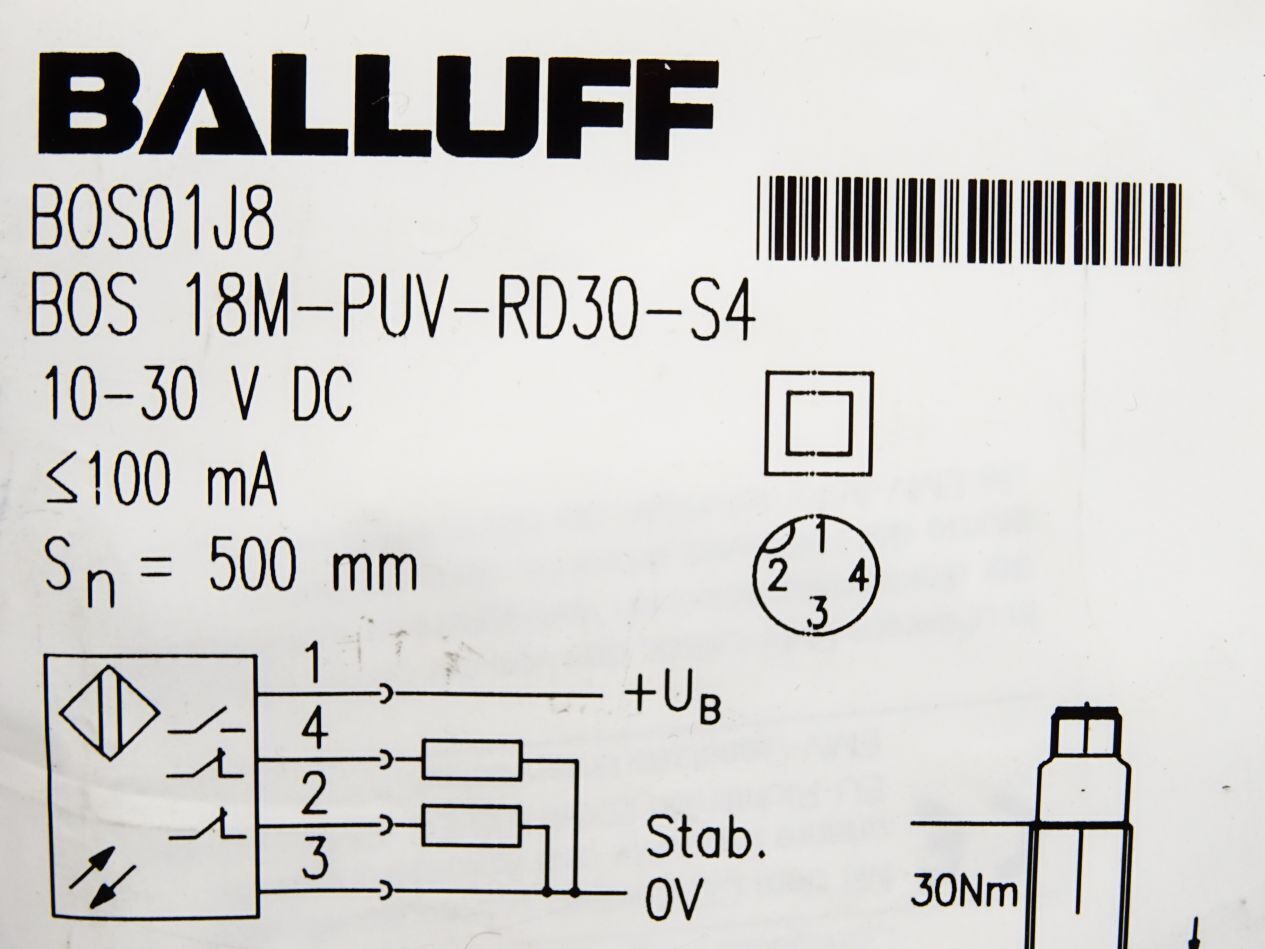 BALLUFF
BOS01J8
BOS 18M-PUV-RD30-S4
10-30 V DC
≤100 mA
Sn = 500 mm
1
2 4
3
1
+UB
4
2
Stab.
3
0V
30Nm